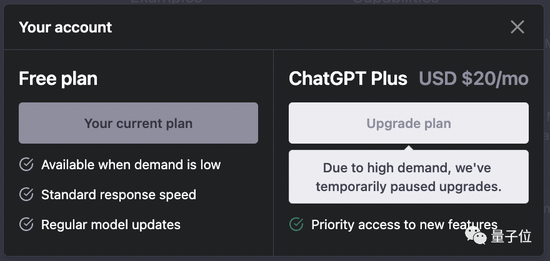 Your account
Free plan
Your current plan
Available when demand is low
Standard response speed
Regular model updates
ChatGPT Plus USD $20/mo
Upgrade plan
Due to high demand, we've
temporarily paused upgrades.
Priority access to new features
量子位